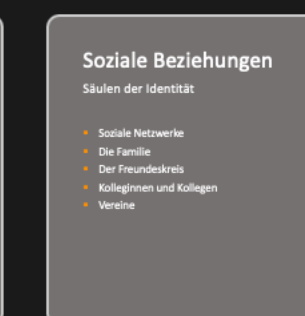 Soziale Beziehungen
Säulen der Identität
Soziale Netzwerke
Die Familie
Der Freundeskreis
Kolleginnen und Kollegen
Vereine